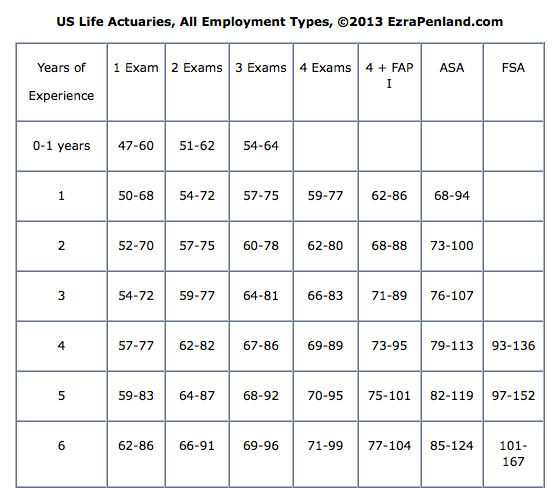 US Life Actuaries, All Employment Types, ©2013 EzraPenland.com
Years of Experience 1 Exam 2 Exams 3 Exams 4 Exams 4 + FAP I ASA FSA
0-1 years 47-60 51-62 54-64
1 50-68 54-72 57-75 59-77 62-86 68-94
2 52-70 57-75 60-78 62-80 68-88 73-100
3 54-72 59-77 64-81 66-83 71-89 76-107
4 57-77 62-82 67-86 69-89 73-95 79-113 93-136
5 59-83 64-87 68-92 70-95 75-101 82-119 97-152
6 62-86 66-91 69-96 71-99 77-104 85-124 101-167